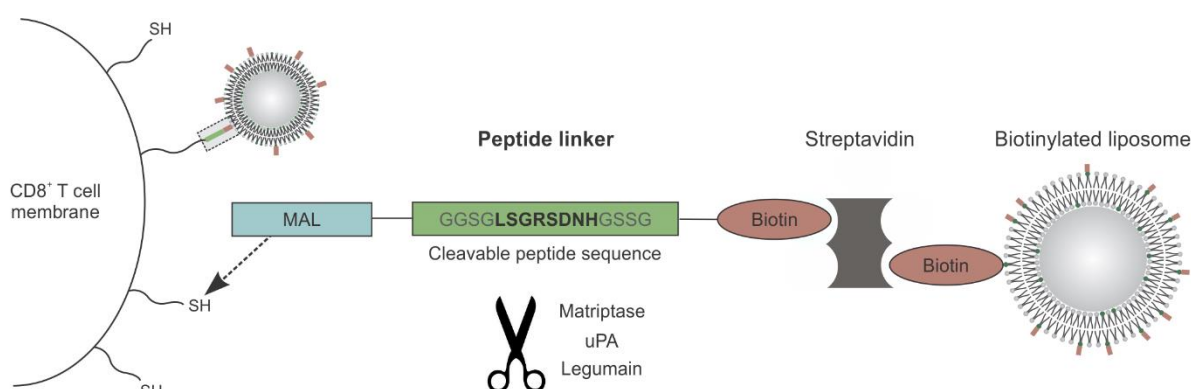 SH
Peptide linker
Streptavidin
Biotinylated liposome
CD8⁺ T cell
membrane
MAL
GGSGLSGRSDNHGSSG
Biotin
Cleavable peptide sequence
Biotin
SH
Matriptase
uPA
Legumain
SH